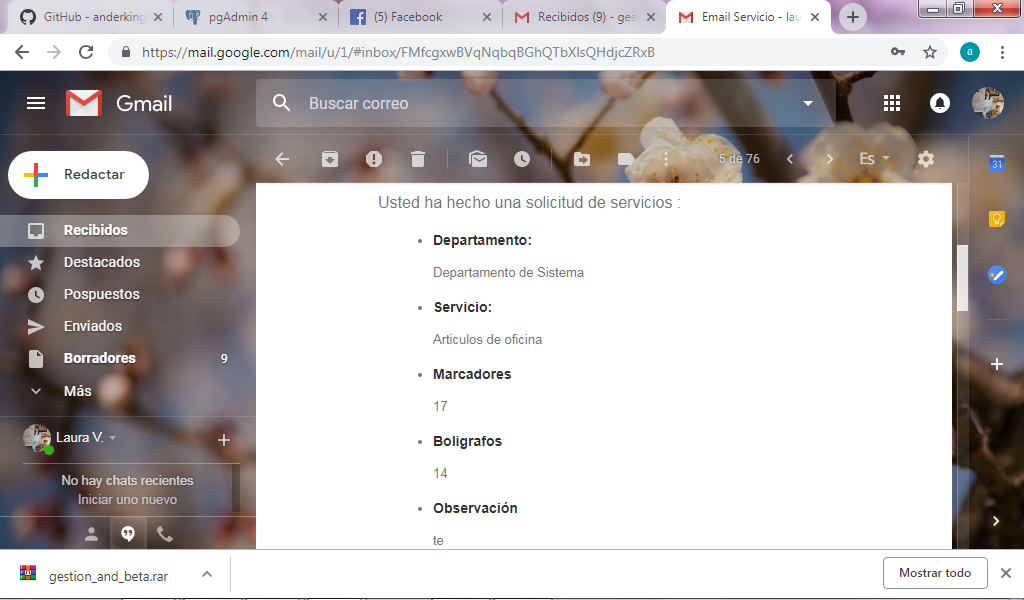 GitHub - anderking
pgAdmin 4
(5) Facebook
Recibidos (9) - ges
Email Servicio - lau
https://mail.google.com/mail/u/1/#inbox/FMfcgxwBVqNqbqBGhQTbXlsQHdjcZRxB
a
Gmail
Buscar correo
Redactar
5 de 76
Es
31
Recibidos
Destacados
Pospuestos
Enviados
Borradores 9
Más
Laura V.
No hay chats recientes
Iniciar uno nuevo
Usted ha hecho una solicitud de servicios :
Departamento:
Departamento de Sistema
Servicio:
Articulos de oficina
Marcadores
17
Boligrafos
14
Observación
te
gestion_and_beta.rar
Mostrar todo